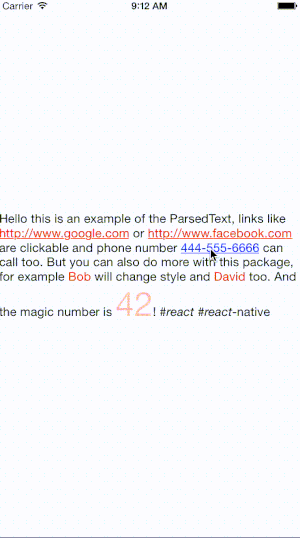 Carrier 9:12 AM
Hello this is an example of the ParsedText, links like
http://www.google.com or http://www.facebook.com
are clickable and phone number 444-555-6666 can
call too. But you can also do more with this package,
for example Bob will change style and David too. And
the magic number is 42! #react #react-native